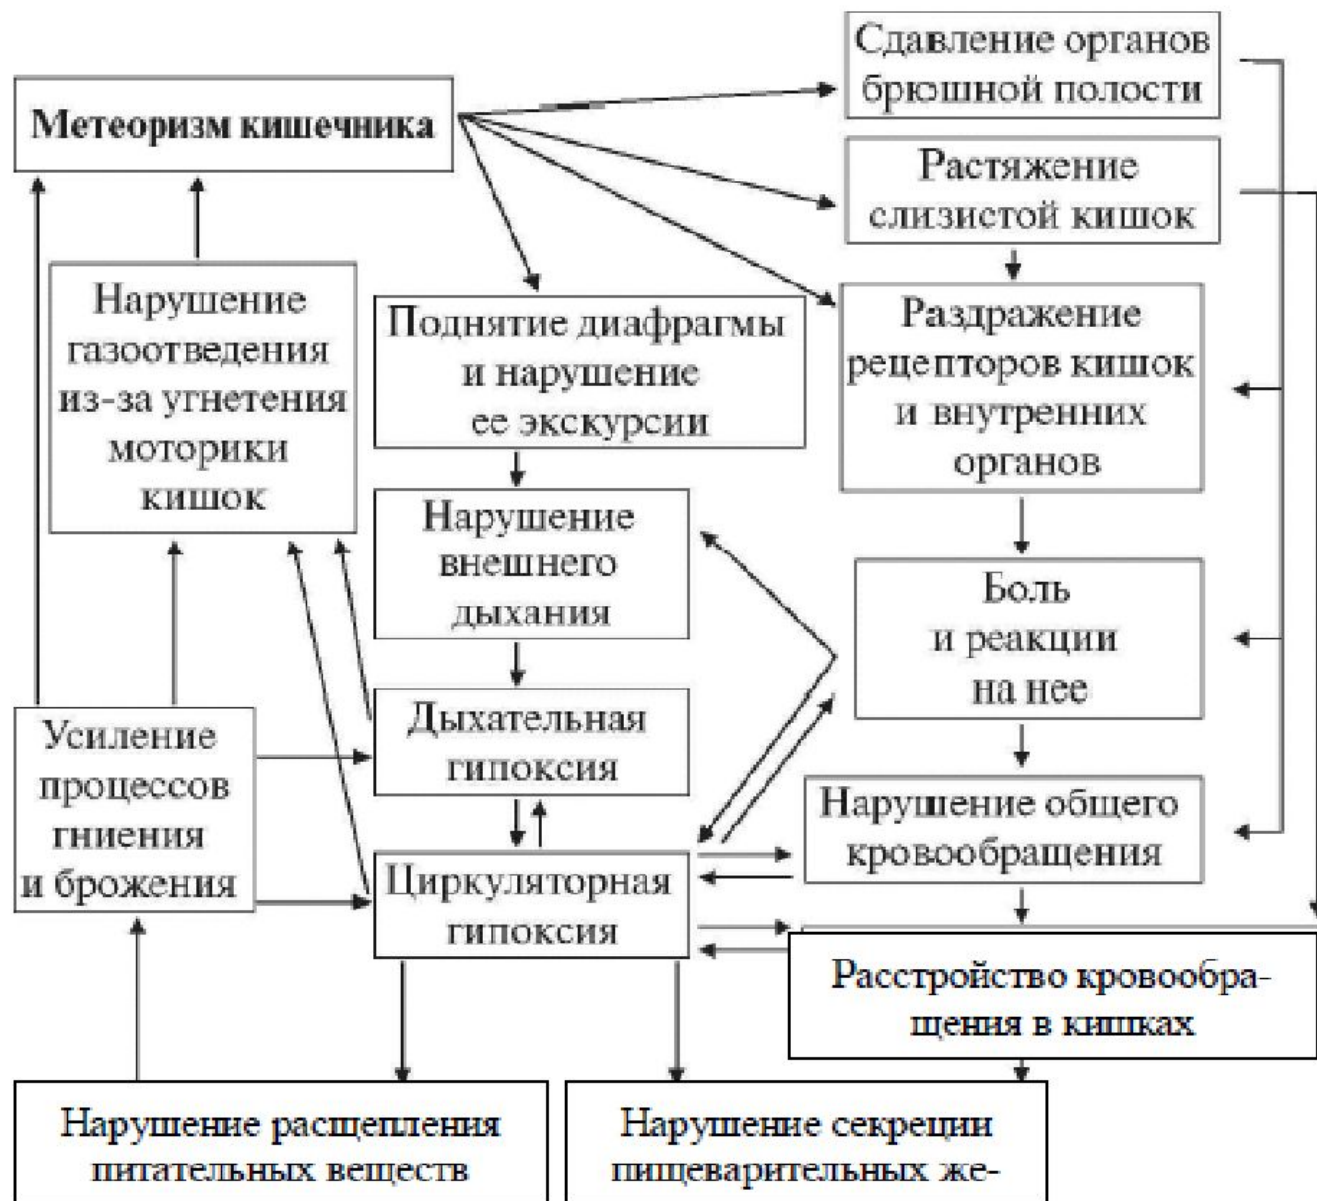 Сдавление органов
брюшной полости
Метеоризм кишечника
Растяжение
слизистой кишок
Нарушение
газоотведения
из-за угнетения
моторики
кишок
Поднятие диафрагмы
и нарушение
ее экскурсии
Раздражение
рецепторов кишок
и внутренних
органов
Нарушение
внешнего
дыхания
Боль
и реакции
на нее
Усиление
процессов
гниения
и брожения
Дыхательная
гипоксия
Нарушение общего
кровообращения
Циркуляторная
гипоксия
Расстройство кровообра-
щения в кишках
Нарушение расщепления
питательных веществ
Нарушение секреции
пищеварительных же-